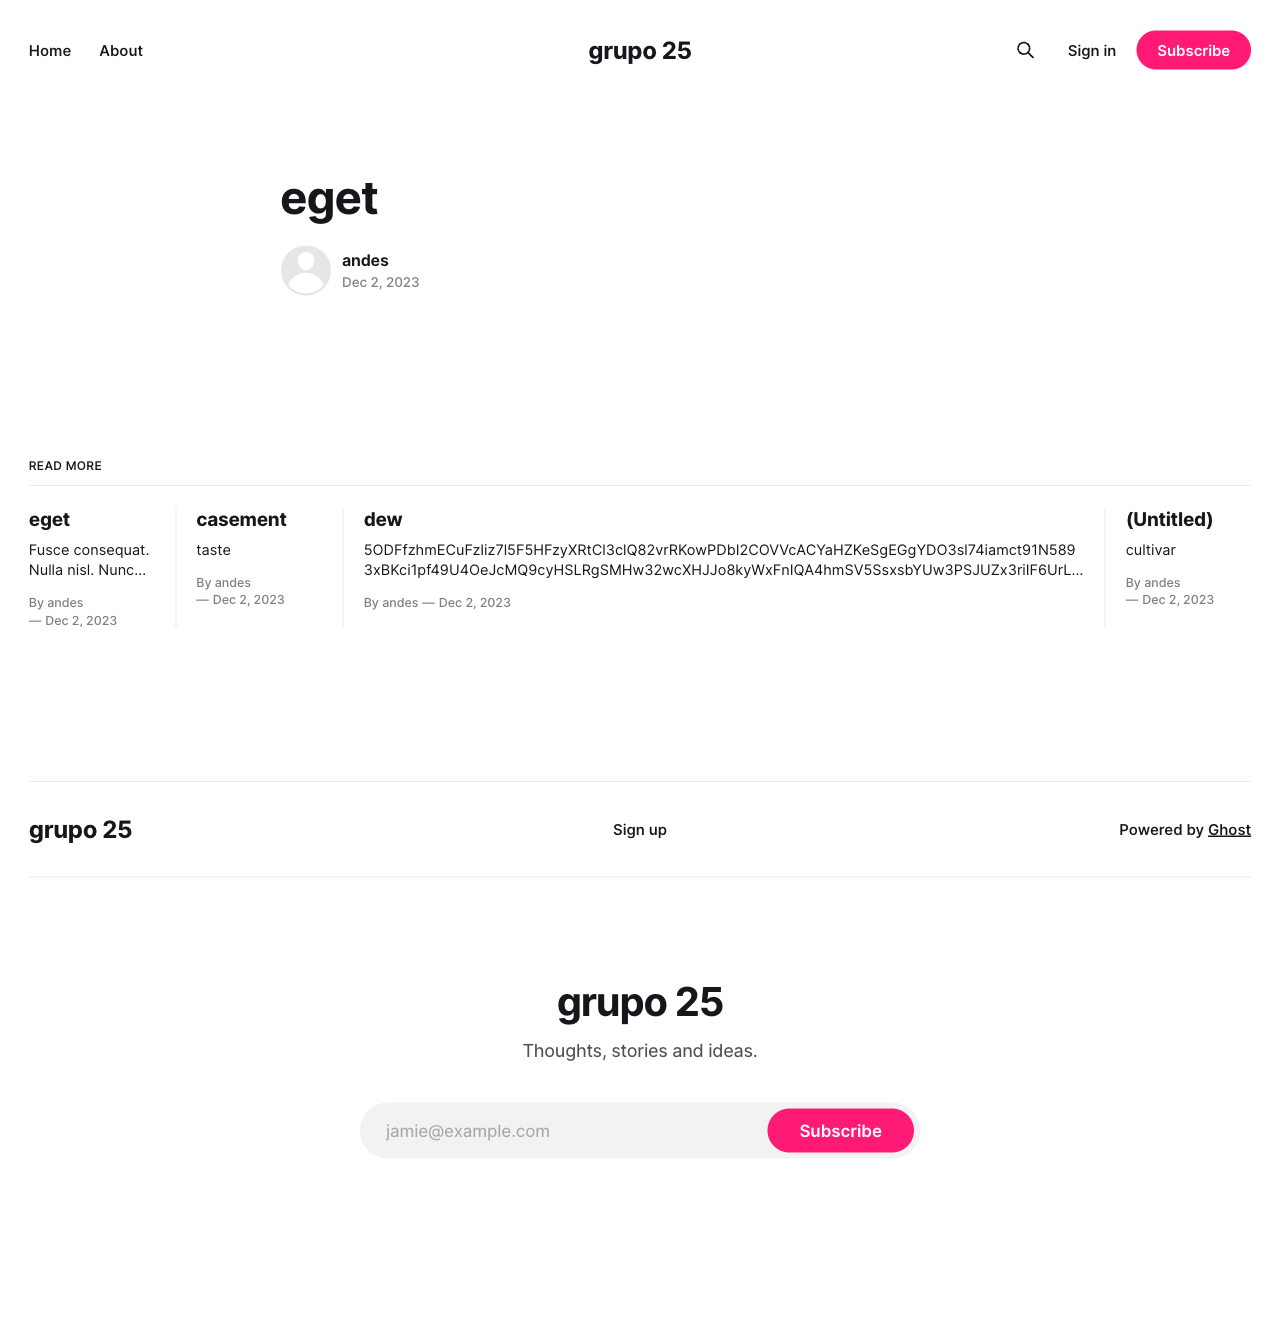 Home About grupo 25 Sign in Subscribe
eget
andes
Dec 2, 2023
READ MORE
eget
Fusce consequat.
Nulla nisl. Nunc...
By andes
— Dec 2, 2023
casement
taste
By andes
— Dec 2, 2023
dew
By andes — Dec 2, 2023
(Untitled)
cultivar
By andes
— Dec 2, 2023
grupo 25 Sign up Powered by Ghost
grupo 25
Thoughts, stories and ideas.
jamie@example.com Subscribe